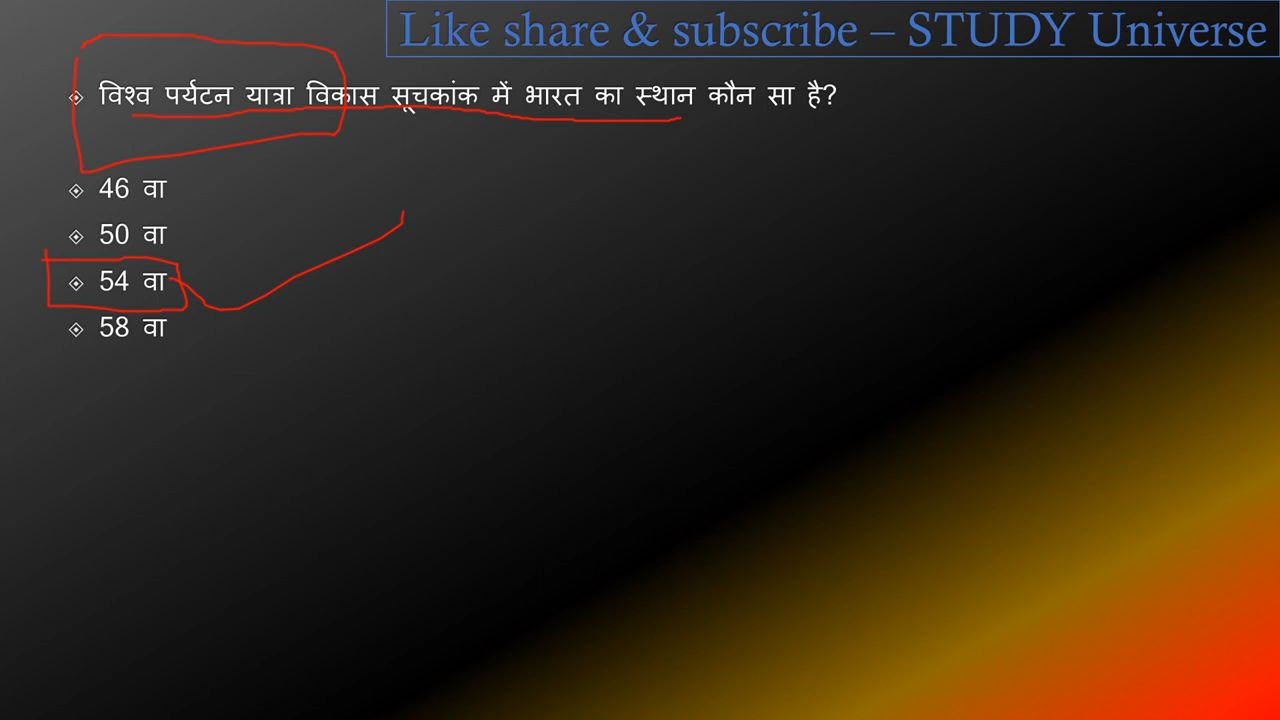 Like share & subscribe – STUDY Universe
विश्व पर्यटन यात्रा विकास सूचकांक में भारत का स्थान कौन सा है?
46 वा
50 वा
54 वा
58 वा